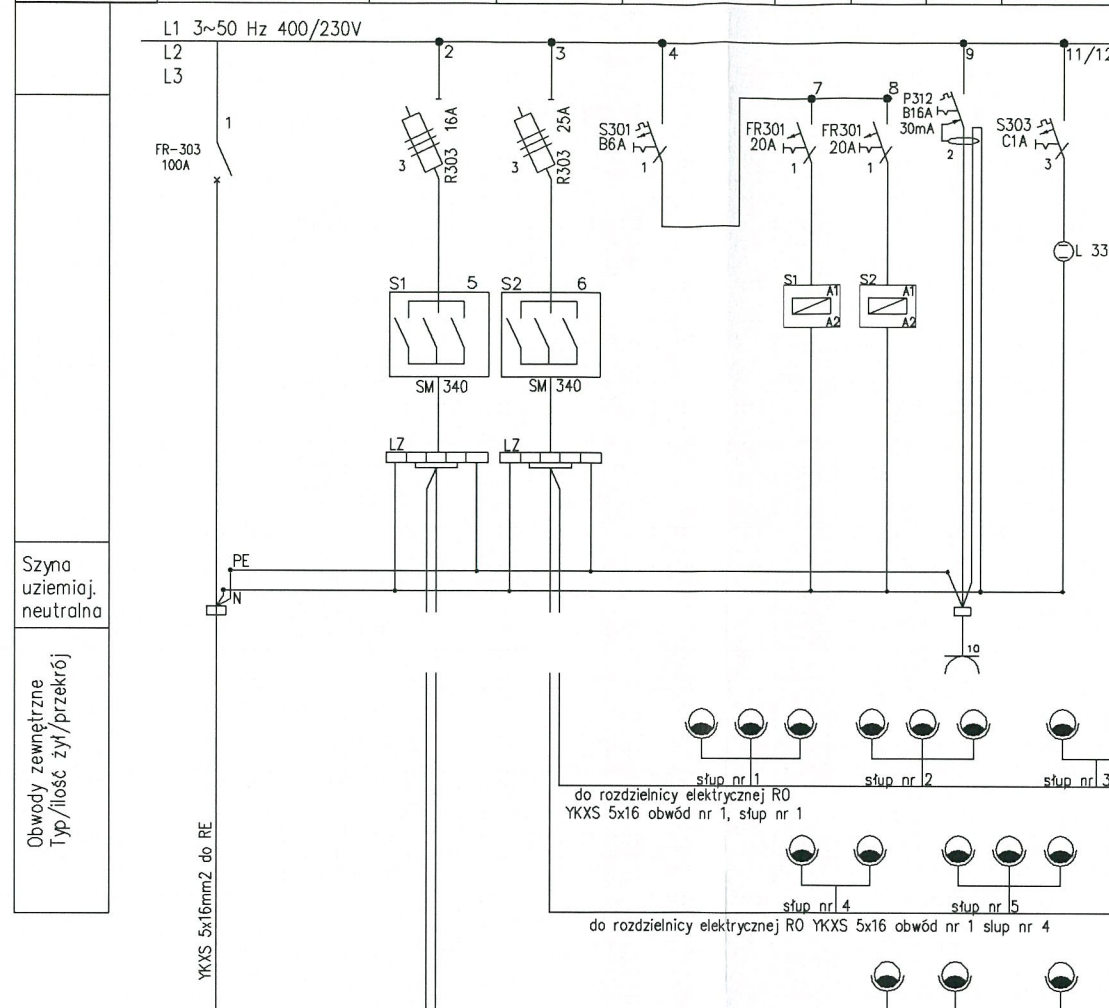 L1 3~50 Hz 400/230V
L2
L3
2
3
4
9
11/12
1
FR-303
100A
3
R303 16A
3
R303 25A
S301
B6A
1
7
8
FR301
20A
1
FR301
20A
1
P312
B16A
30mA
2
S303
C1A
3
L 33
S1 5
SM 340
S2 6
SM 340
S1
A1
A2
S2
A1
A2
LZ
LZ
PE
N
Szyna
uziemiaj.
neutralna
10
Obwody zewnętrzne
Typ/ilość żył/przekrój
YKXS 5x16mm2 do RE
słup nr 1
słup nr 2
słup nr 3
do rozdzielnicy elektrycznej RO
YKXS 5x16 obwód nr 1, słup nr 1
słup nr 4
słup nr 5
do rozdzielnicy elektrycznej RO YKXS 5x16 obwód nr 1 slup nr 4